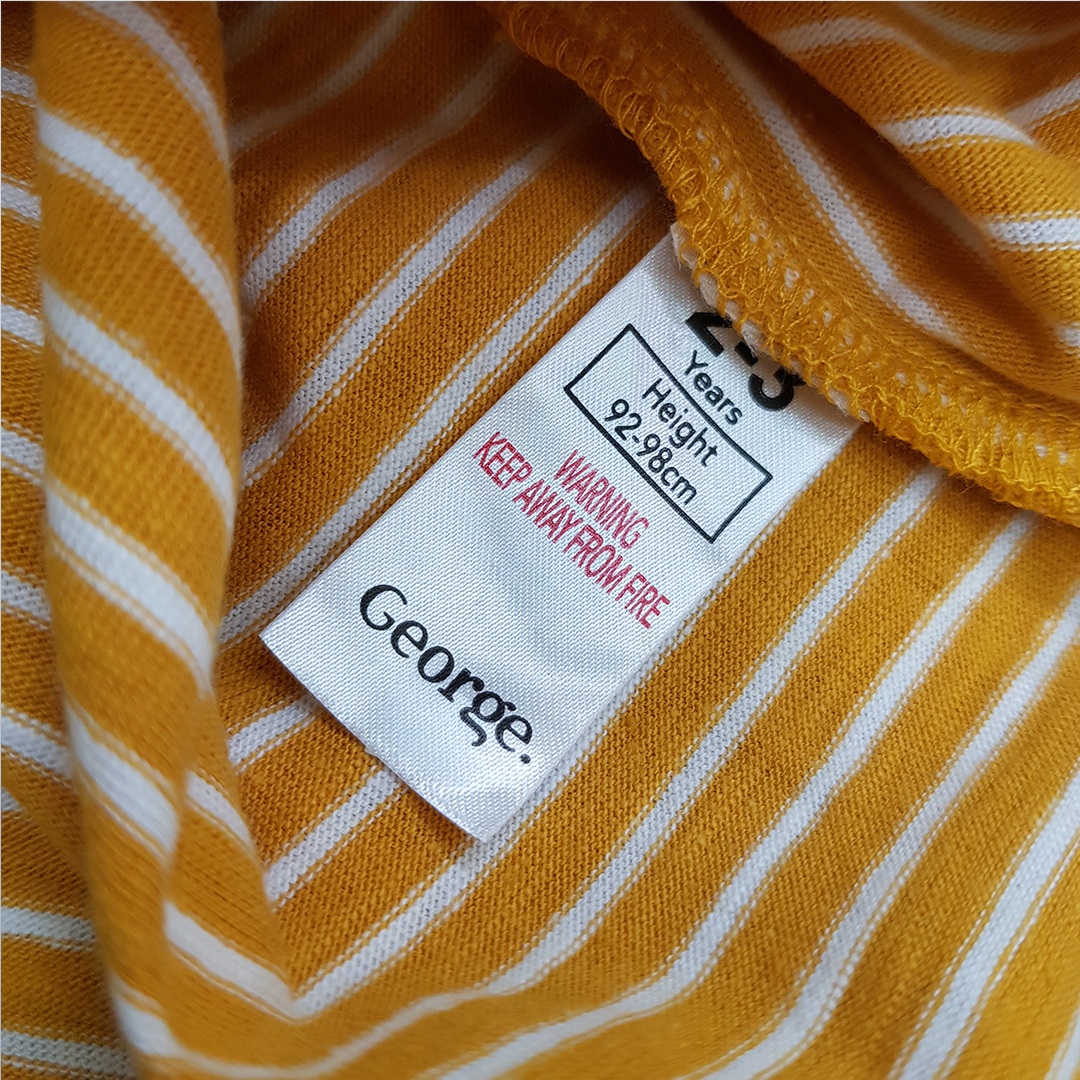 2-3
Years
Height
92-98cm
WARNING
KEEP AWAY FROM FIRE
George.